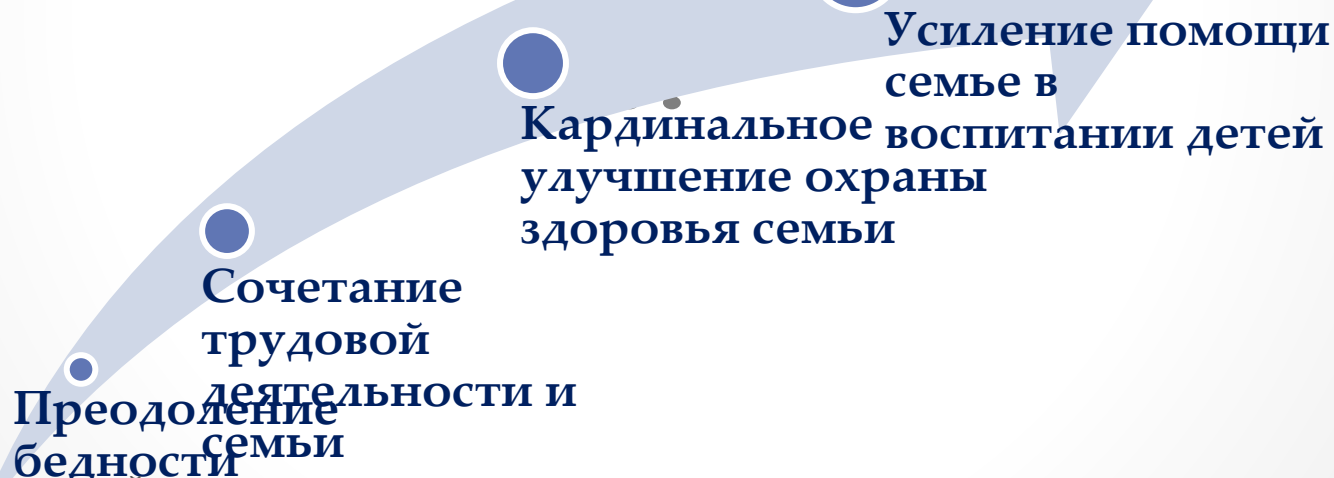 Усиление помощи
семье в
воспитании детей
Кардинальное
улучшение охраны
здоровья семьи
Сочетание
трудовой
деятельности и
семьи
Преодоление
бедности